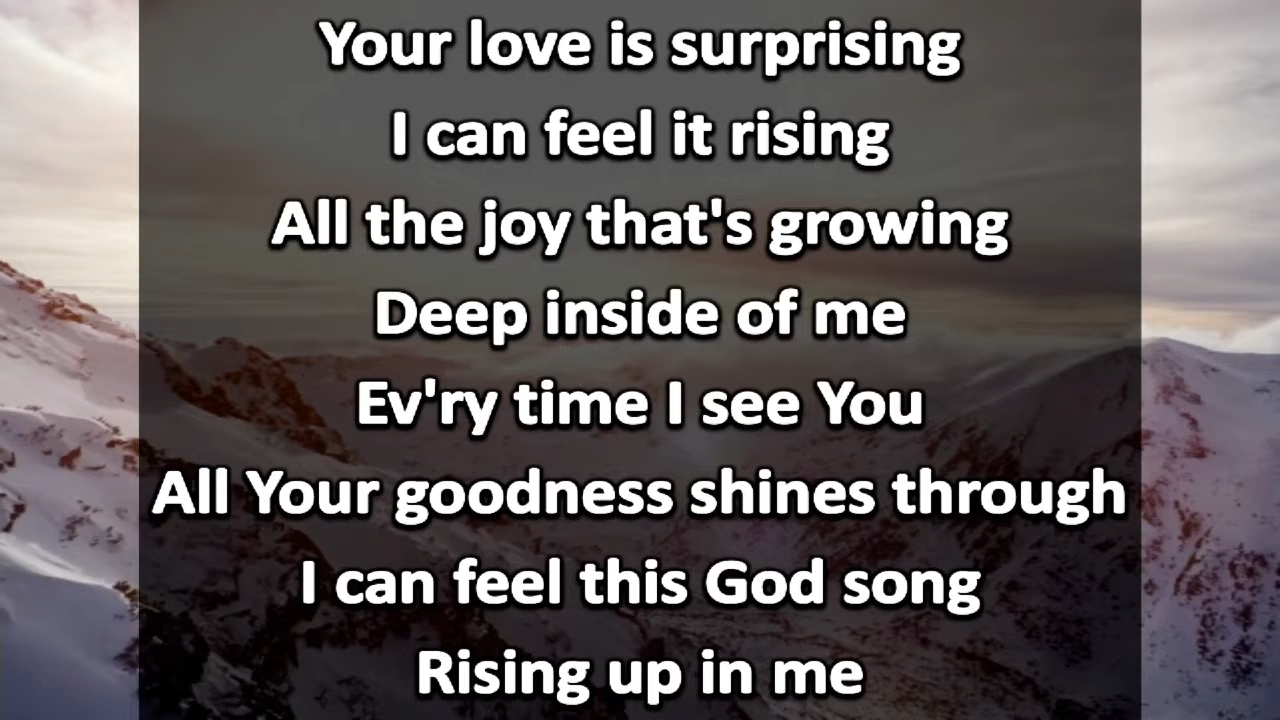 Your love is surprising
I can feel it rising
All the joy that's growing
Deep inside of me
Ev'ry time I see You
All Your goodness shines through
I can feel this God song
Rising up in me